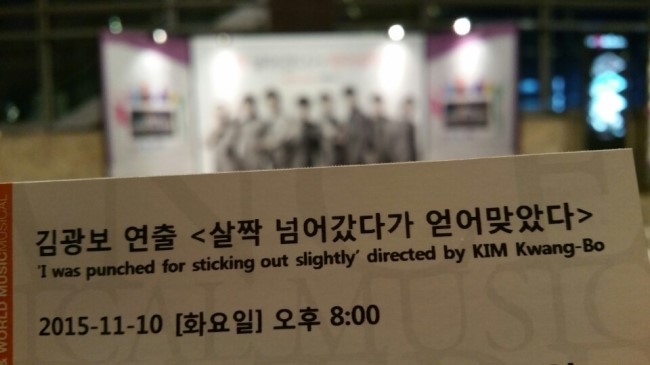 김광보 연출 <살짝 넘어갔다가 얻어맞았다>
'I was punched for sticking out slightly' directed by KIM Kwang-Bo
2015-11-10 [화요일] 오후 8:00
& WORLD MUSICMUSICAL